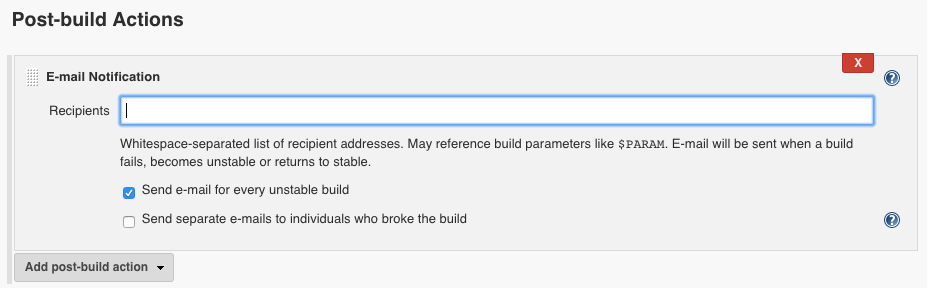 Post-build Actions
X
E-mail Notification
?
Recipients
Whitespace-separated list of recipient addresses. May reference build parameters like $PARAM. E-mail will be sent when a build
fails, becomes unstable or returns to stable.
Send e-mail for every unstable build
Send separate e-mails to individuals who broke the build
?
Add post-build action